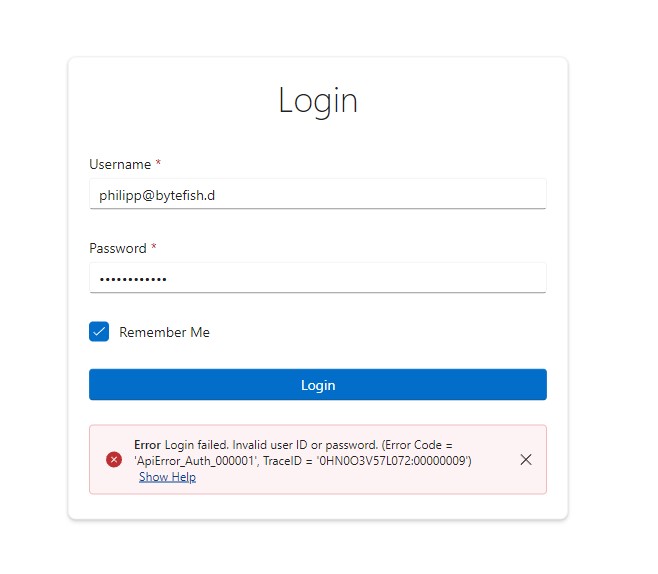 Login
Username *
philipp@bytefish.d
Password *
••••••••••••
Remember Me
Login
Error Login failed. Invalid user ID or password. (Error Code =
'ApiError_Auth_000001', TraceID = '0HN0O3V57L072:00000009')
Show Help